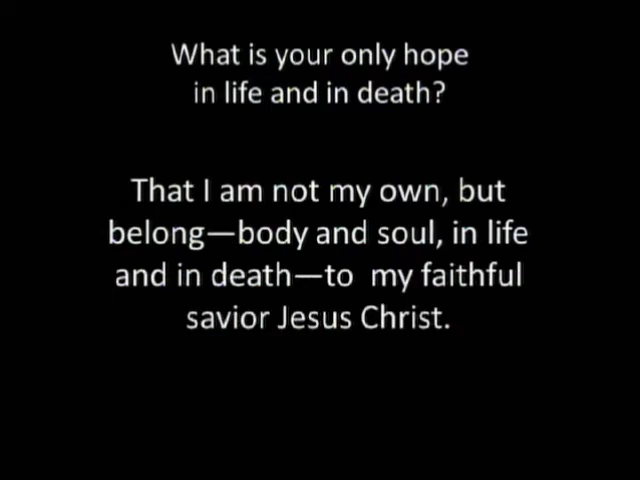 What is your only hope
in life and in death?
That I am not my own, but
belong—body and soul, in life
and in death—to  my faithful
savior Jesus Christ.